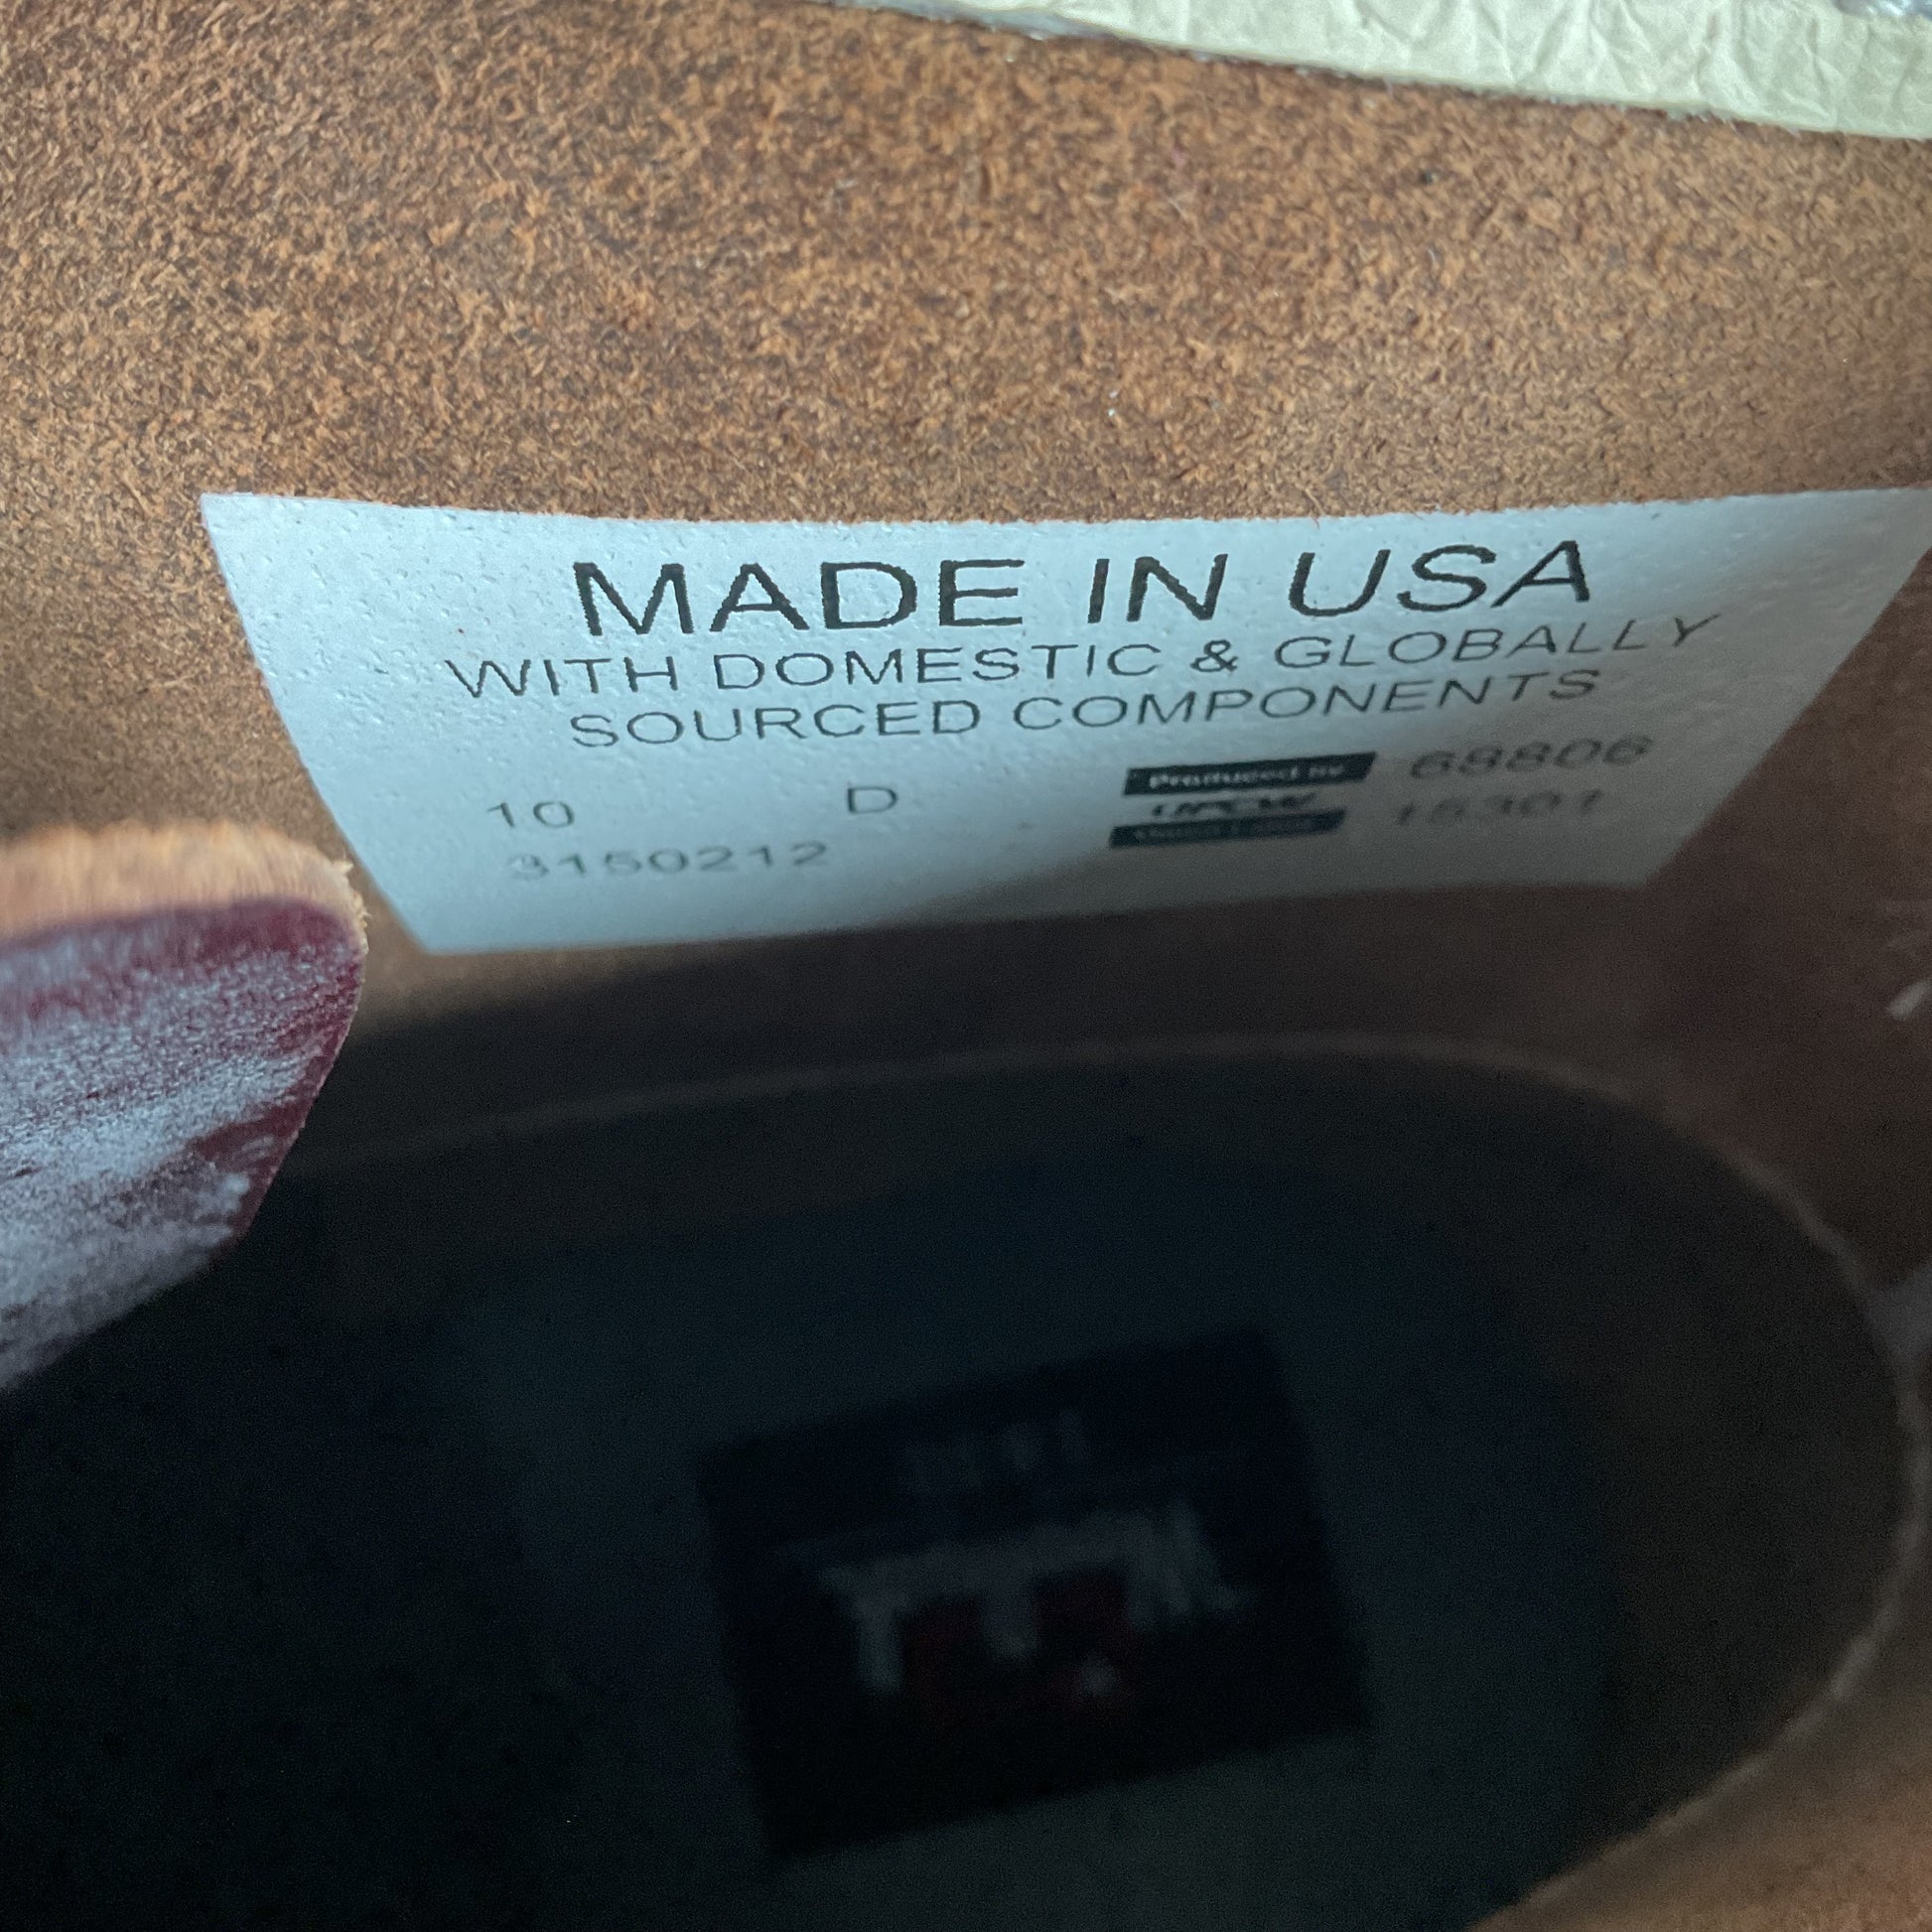 MADE IN USA
WITH DOMESTIC & GLOBALLY
SOURCED COMPONENTS
10 D
Produced by 68806
UFCW 15301
3150212